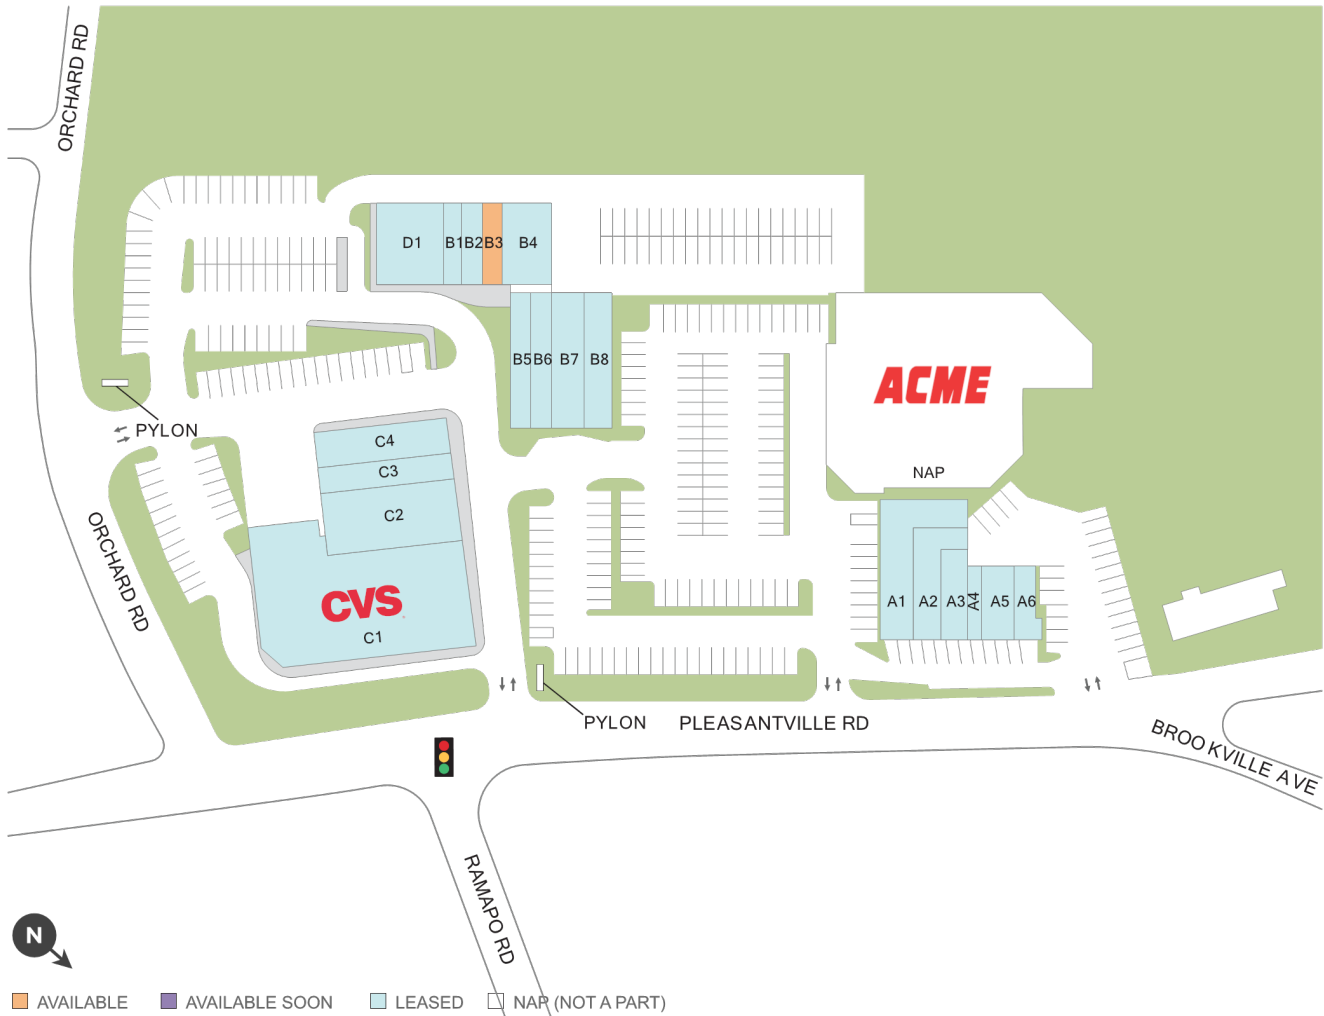 ORCHARD RD
D1
B1
B2
B3
B4
B5
B6
B7
B8
ACME
NAP
PYLON
C4
C3
C2
CVS
C1
ORCHARD RD
A1
A2
A3
A4
A5
A6
PYLON
PLEASANTVILLE RD
BROOKVILLE AVE
RAMAPO RD
N
AVAILABLE
AVAILABLE SOON
LEASED
NAP (NOT A PART)